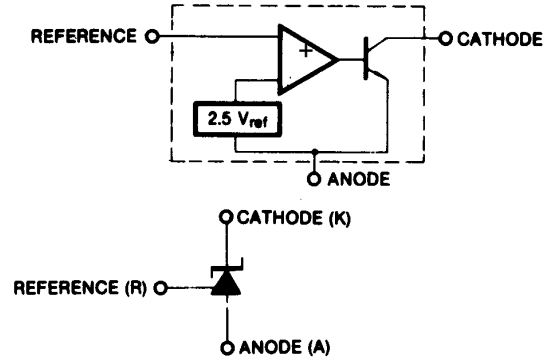 REFERENCE
CATHODE
+
2.5 Vref
ANODE
CATHODE (K)
REFERENCE (R)
ANODE (A)